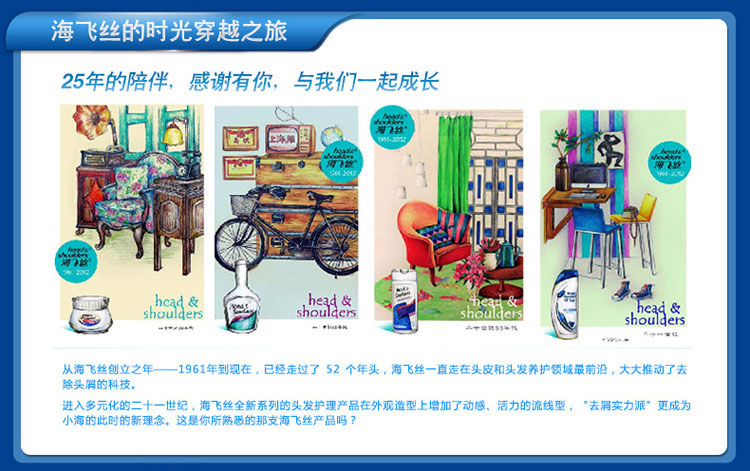 海飞丝的时光穿越之旅
25年的陪伴，感谢有你，与我们一起成长
head &
shoulders
海飞丝
1961-2012
head &
shoulders
上海滩
head &
shoulders
海飞丝
1961-2012
head &
shoulders
head &
shoulders
海飞丝
1961-2012
head &
shoulders
head &
shoulders
海飞丝
1961-2012
head &
shoulders
从海飞丝创立之年——1961年到现在，已经走过了 52 个年头，海飞丝一直走在头皮和头发养护领域最前沿，大大推动了去
除头屑的科技。
进入多元化的二十一世纪，海飞丝全新系列的头发护理产品在外观造型上增加了动感、活力的流线型，“去屑实力派”更成为
小海的此时的新理念。这是你所熟悉的那支海飞丝产品吗？